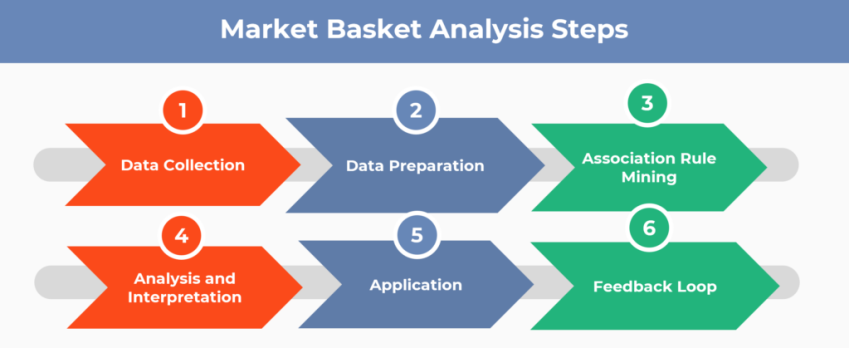 Market Basket Analysis Steps
1
Data Collection
2
Data Preparation
3
Association Rule
Mining
4
Analysis and
Interpretation
5
Application
6
Feedback Loop